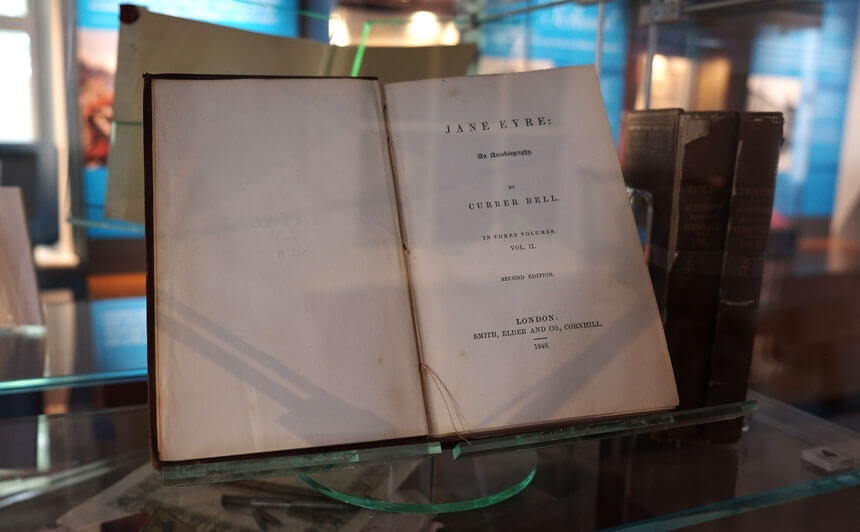 JANE EYRE:
An Autobiography.
BY
CURRER BELL.
IN THREE VOLUMES.
VOL. II.
SECOND EDITION.
LONDON:
SMITH, ELDER AND CO., CORNHILL.
1848.